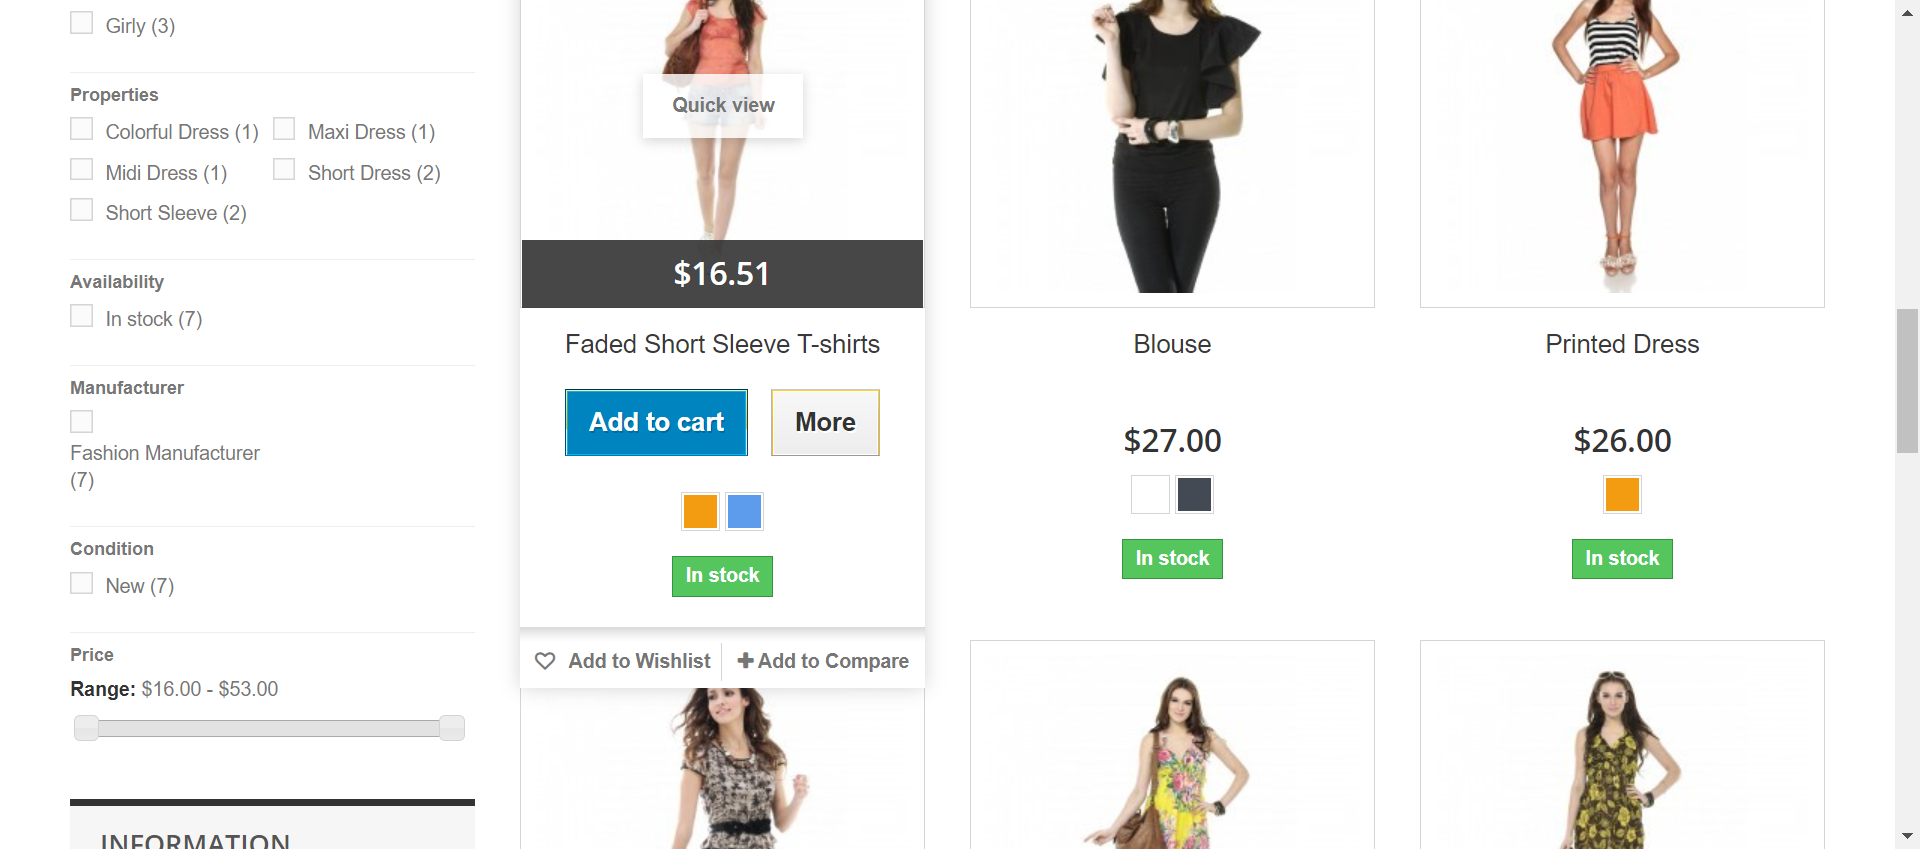 Girly (3)
Properties
Colorful Dress (1) Maxi Dress (1)
Midi Dress (1) Short Dress (2)
Short Sleeve (2)
Availability
In stock (7)
Manufacturer
Fashion Manufacturer
(7)
Condition
New (7)
Price
Range: $16.00 - $53.00
INFORMATION
Quick view
$16.51
Faded Short Sleeve T-shirts
Add to cart More
In stock
Add to Wishlist Add to Compare
Blouse
$27.00
In stock
Printed Dress
$26.00
In stock